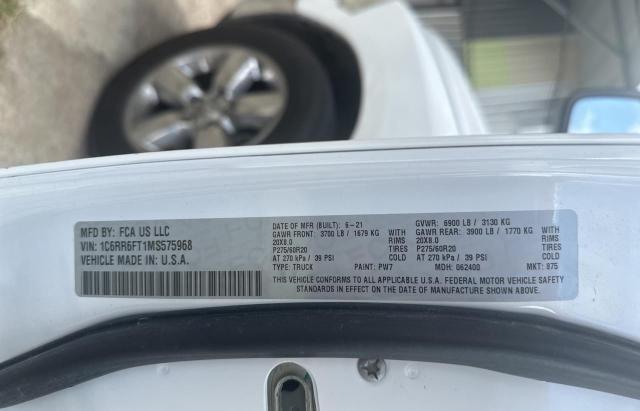 MFD BY: FCA US LLC
VIN: 1C6RR6FT1MS575968
VEHICLE MADE IN U.S.A.
DATE OF MFR (BUILT): 6-21 GVWR: 6900 LB / 3130 KG
GAWR FRONT: 3700 LB / 1679 KG WITH GAWR REAR: 3900 LB / 1770 KG WITH
20X8.0 RIMS 20X8.0 RIMS
P275/60R20 TIRES P275/60R20 TIRES
AT 270 kPa / 39 PSI COLD AT 270 kPa / 39 PSI COLD
TYPE: TRUCK PAINT: PW7 MDH: 062400 MKT: 875
THIS VEHICLE CONFORMS TO ALL APPLICABLE U.S.A. FEDERAL MOTOR VEHICLE SAFETY
STANDARDS IN EFFECT ON THE DATE OF MANUFACTURE SHOWN ABOVE.